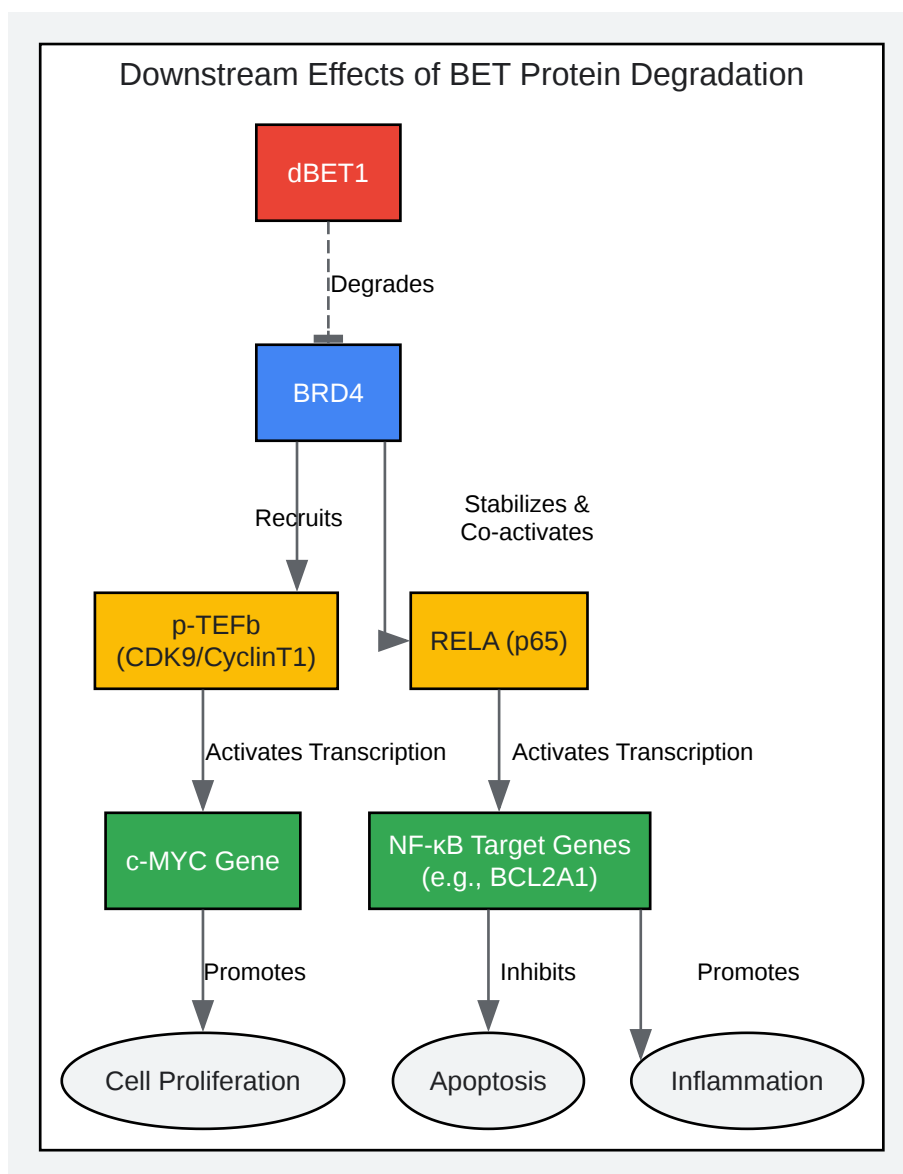 Downstream Effects of BET Protein Degradation
dBET1
Degrades
BRD4
Recruits
Stabilizes &
Co-activates
p-TEFb
(CDK9/CyclinT1)
RELA (p65)
Activates Transcription
Activates Transcription
c-MYC Gene
NF-κB Target Genes
(e.g., BCL2A1)
Promotes
Inhibits
Promotes
Cell Proliferation
Apoptosis
Inflammation